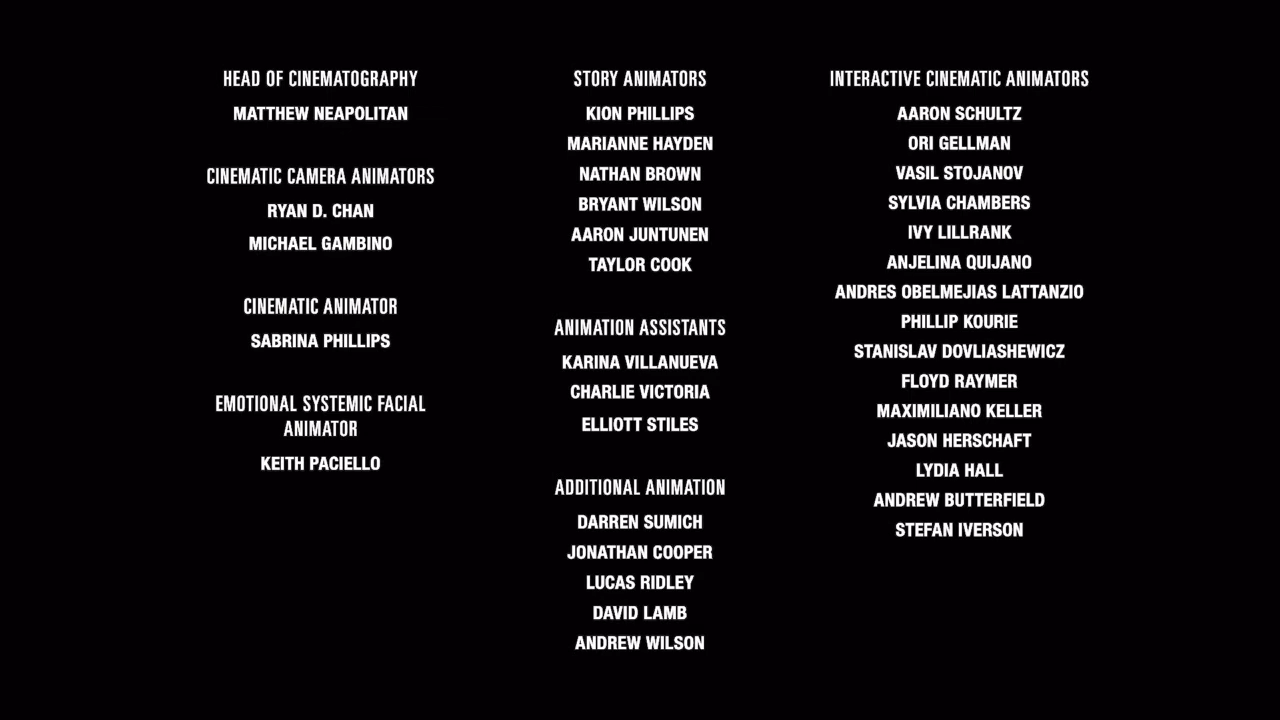 HEAD OF CINEMATOGRAPHY
MATTHEW NEAPOLITAN
CINEMATIC CAMERA ANIMATORS
RYAN D. CHAN
MICHAEL GAMBINO
CINEMATIC ANIMATOR
SABRINA PHILLIPS
EMOTIONAL SYSTEMIC FACIAL
ANIMATOR
KEITH PACIELLO
STORY ANIMATORS
KION PHILLIPS
MARIANNE HAYDEN
NATHAN BROWN
BRYANT WILSON
AARON JUNTUNEN
TAYLOR COOK
ANIMATION ASSISTANTS
KARINA VILLANUEVA
CHARLIE VICTORIA
ELLIOTT STILES
ADDITIONAL ANIMATION
DARREN SUMICH
JONATHAN COOPER
LUCAS RIDLEY
DAVID LAMB
ANDREW WILSON
INTERACTIVE CINEMATIC ANIMATORS
AARON SCHULTZ
ORI GELLMAN
VASIL STOJANOV
SYLVIA CHAMBERS
IVY LILLRANK
ANJELINA QUIJANO
ANDRES OBELMEJIAS LATTANZIO
PHILLIP KOURIE
STANISLAV DOVLIASHEWICZ
FLOYD RAYMER
MAXIMILIANO KELLER
JASON HERSCHAFT
LYDIA HALL
ANDREW BUTTERFIELD
STEFAN IVERSON